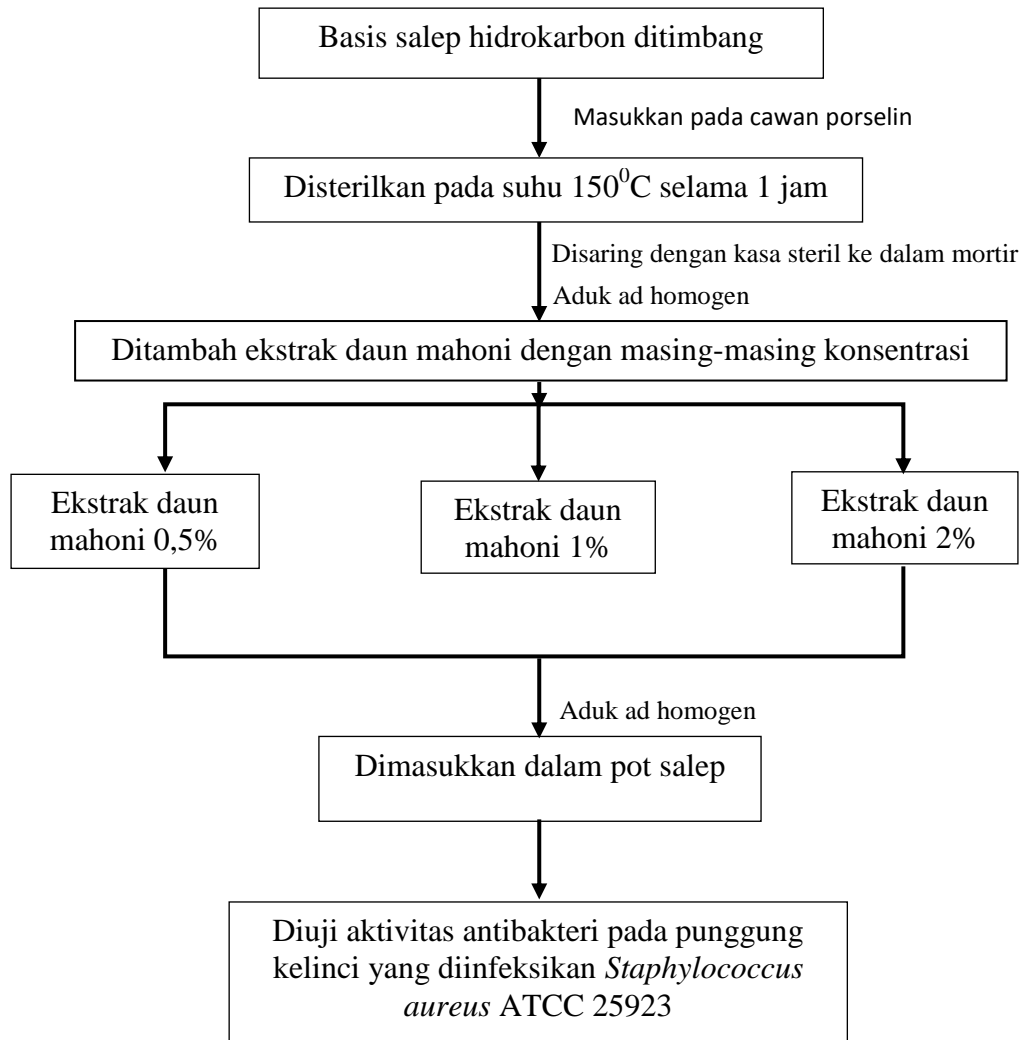 Basis salep hidrokarbon ditimbang
Masukkan pada cawan porselin
Disterilkan pada suhu 150⁰C selama 1 jam
Disaring dengan kasa steril ke dalam mortir
Aduk ad homogen
Ditambah ekstrak daun mahoni dengan masing-masing konsentrasi
Ekstrak daun
mahoni 0,5%
Ekstrak daun
mahoni 1%
Ekstrak daun
mahoni 2%
Aduk ad homogen
Dimasukkan dalam pot salep
Diuji aktivitas antibakteri pada punggung
kelinci yang diinfeksikan Staphylococcus
aureus ATCC 25923